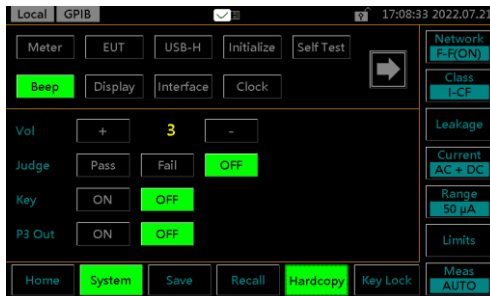 Local GPIB 17:08:33 2022.07.21
Meter EUT USB-H Initialize Self Test
Beep Display Interface Clock
Vol + 3 -
Judge Pass Fail OFF
Key ON OFF
P3 Out ON OFF
Home System Save Recall Hardcopy Key Lock
Network
F-F(ON)
Class
I-CF
Leakage
Current
AC + DC
Range
50 µA
Limits
Meas
AUTO